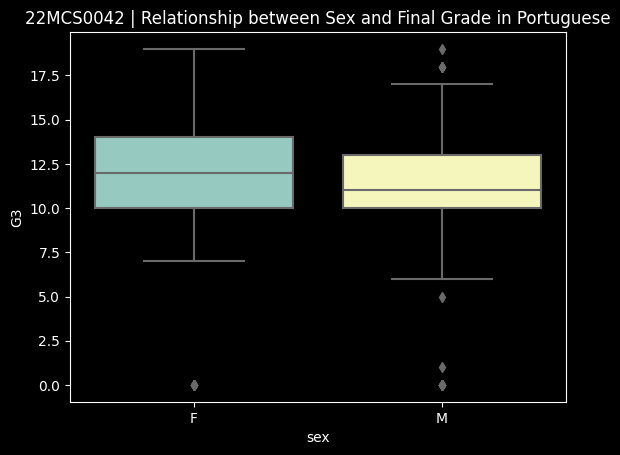 22MCS0042 | Relationship between Sex and Final Grade in Portuguese
17.5
15.0
12.5
10.0
7.5
5.0
2.5
0.0
G3
F
M
sex